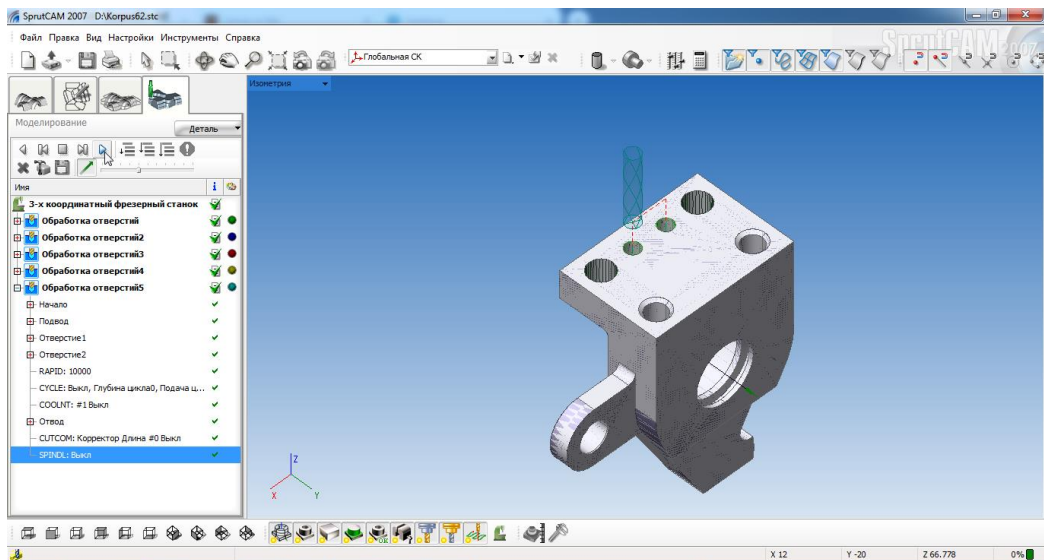 SprutCAM 2007 D:\Korpus62.stc
Файл Правка Вид Настройки Инструменты Справка
Глобальная СК
SprutCAM 2007
Изометрия
Моделирование
Деталь
Имя
3-х координатный фрезерный станок
Обработка отверстий
Обработка отверстий2
Обработка отверстий3
Обработка отверстий4
Обработка отверстий5
Начало
Подвод
Отверстие1
Отверстие2
RAPID: 10000
CYCLE: Выкл, Глубина цикла0, Подача ц...
COOLNT: #1 Выкл
Отвод
CUTCOM: Корректор Длина #0 Выкл
SPINDL: Выкл
Z
X
Y
X 12 Y -20 Z 66.778 0%